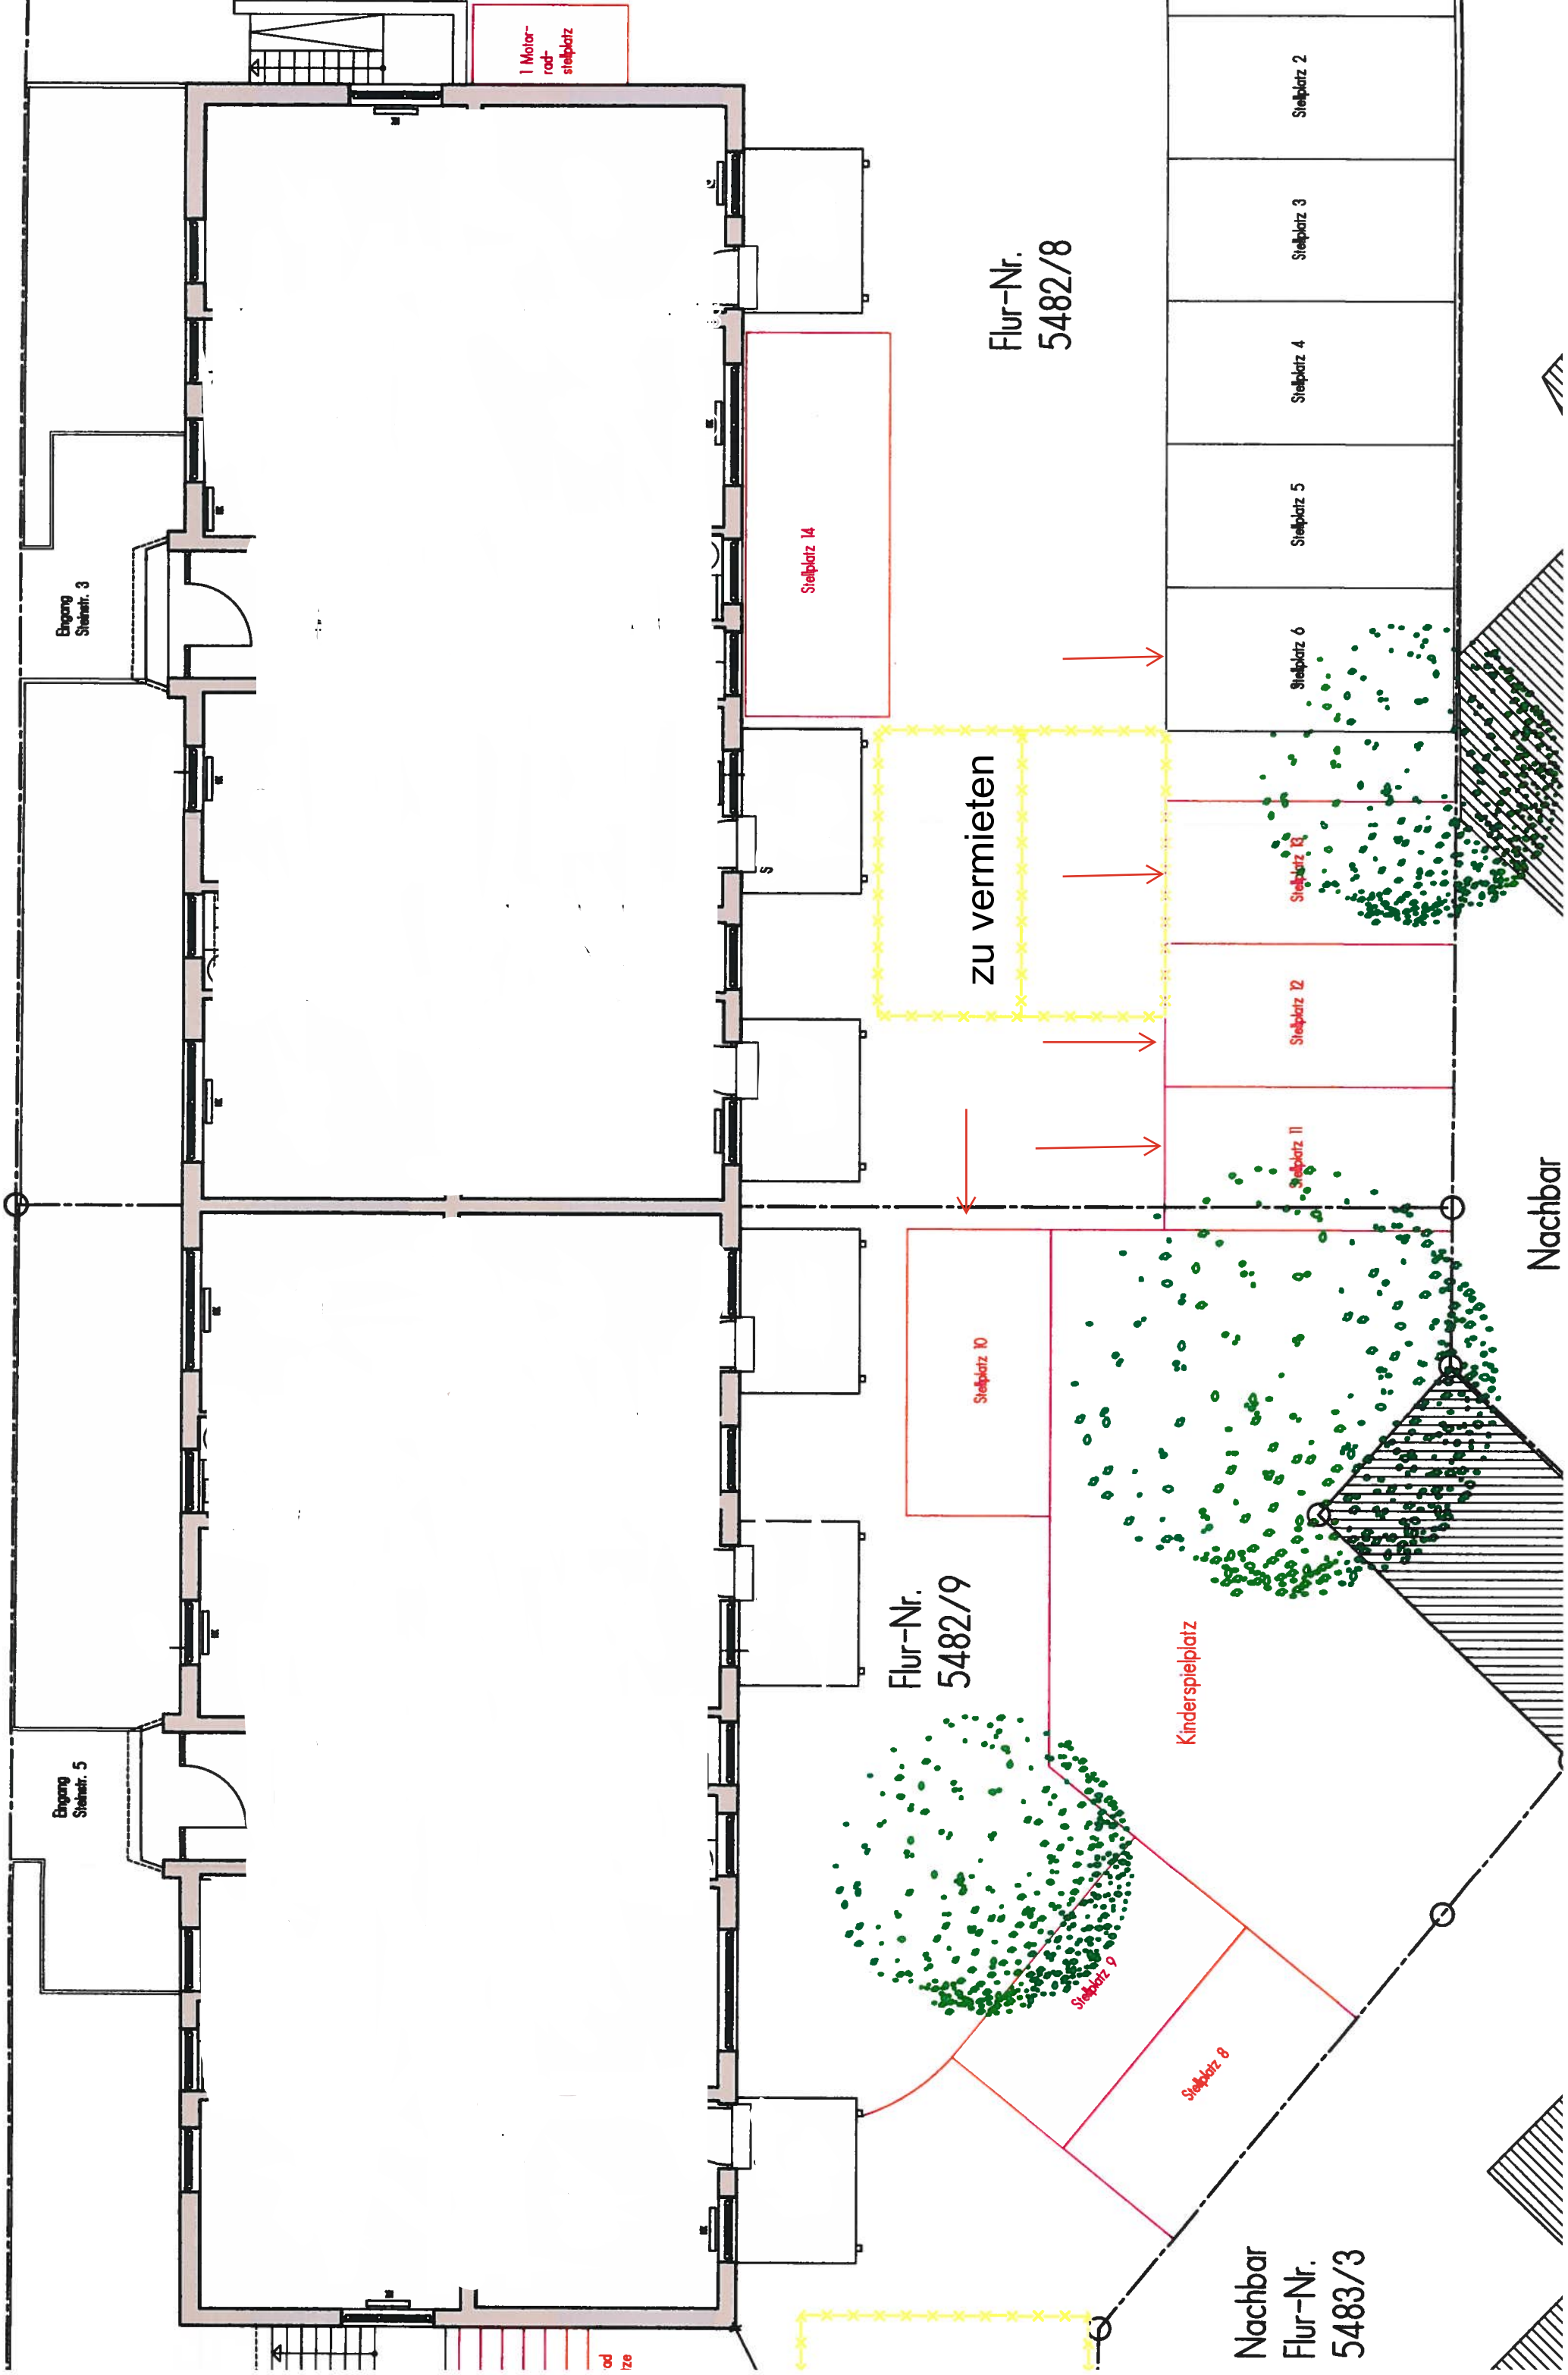 1 Motor-
rad-
stellplatz
Stellplatz 2
Stellplatz 3
Stellplatz 4
Stellplatz 5
Stellplatz 6
Flur-Nr.
5482/8
Stellplatz 14
Eingang
Steinstr. 3
zu vermieten
Stellplatz 13
Stellplatz 12
Stellplatz 11
Nachbar
Stellplatz 10
Flur-Nr.
5482/9
Kinderspielplatz
Eingang
Steinstr. 5
Stellplatz 9
Stellplatz 8
Nachbar
Flur-Nr.
5483/3
ad
tze
S